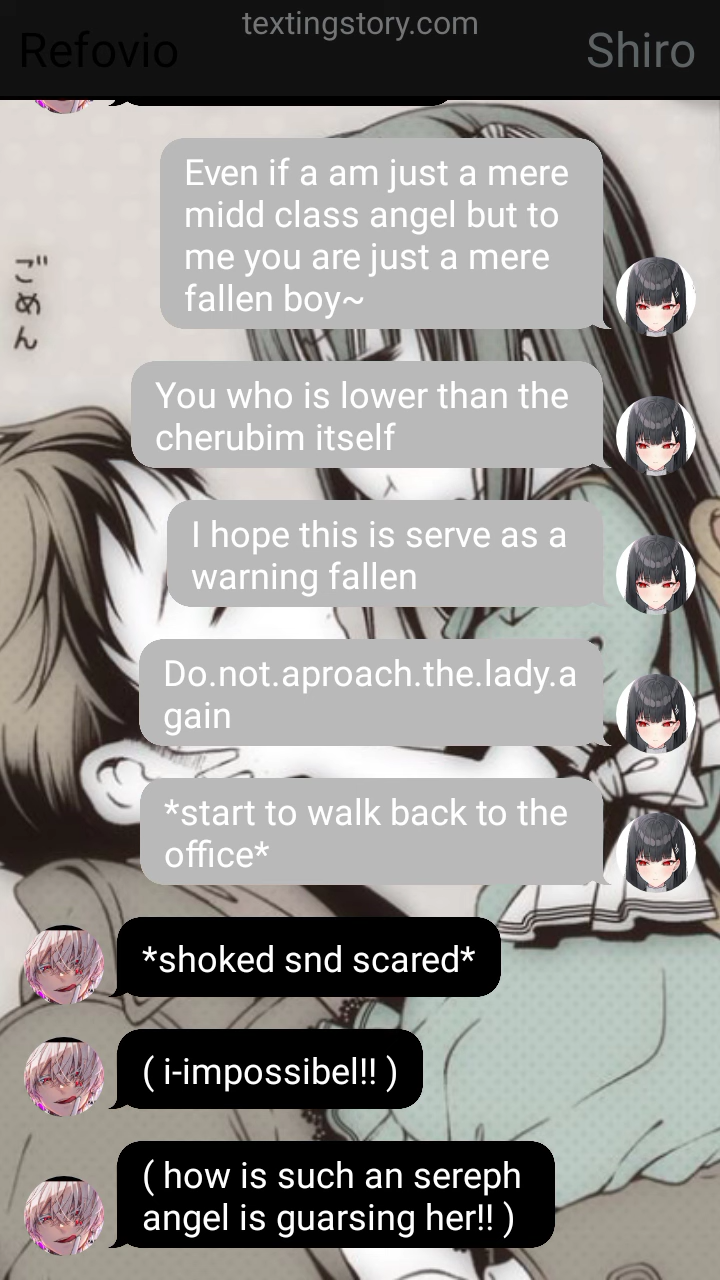 textingstory.com
Refovio
Shiro
Even if a am just a mere
midd class angel but to
me you are just a mere
fallen boy~
ごめん
You who is lower than the
cherubim itself
I hope this is serve as a
warning fallen
Do.not.aproach.the.lady.a
gain
*start to walk back to the
office*
*shoked snd scared*
( i-impossibel!! )
( how is such an sereph
angel is guarsing her!! )